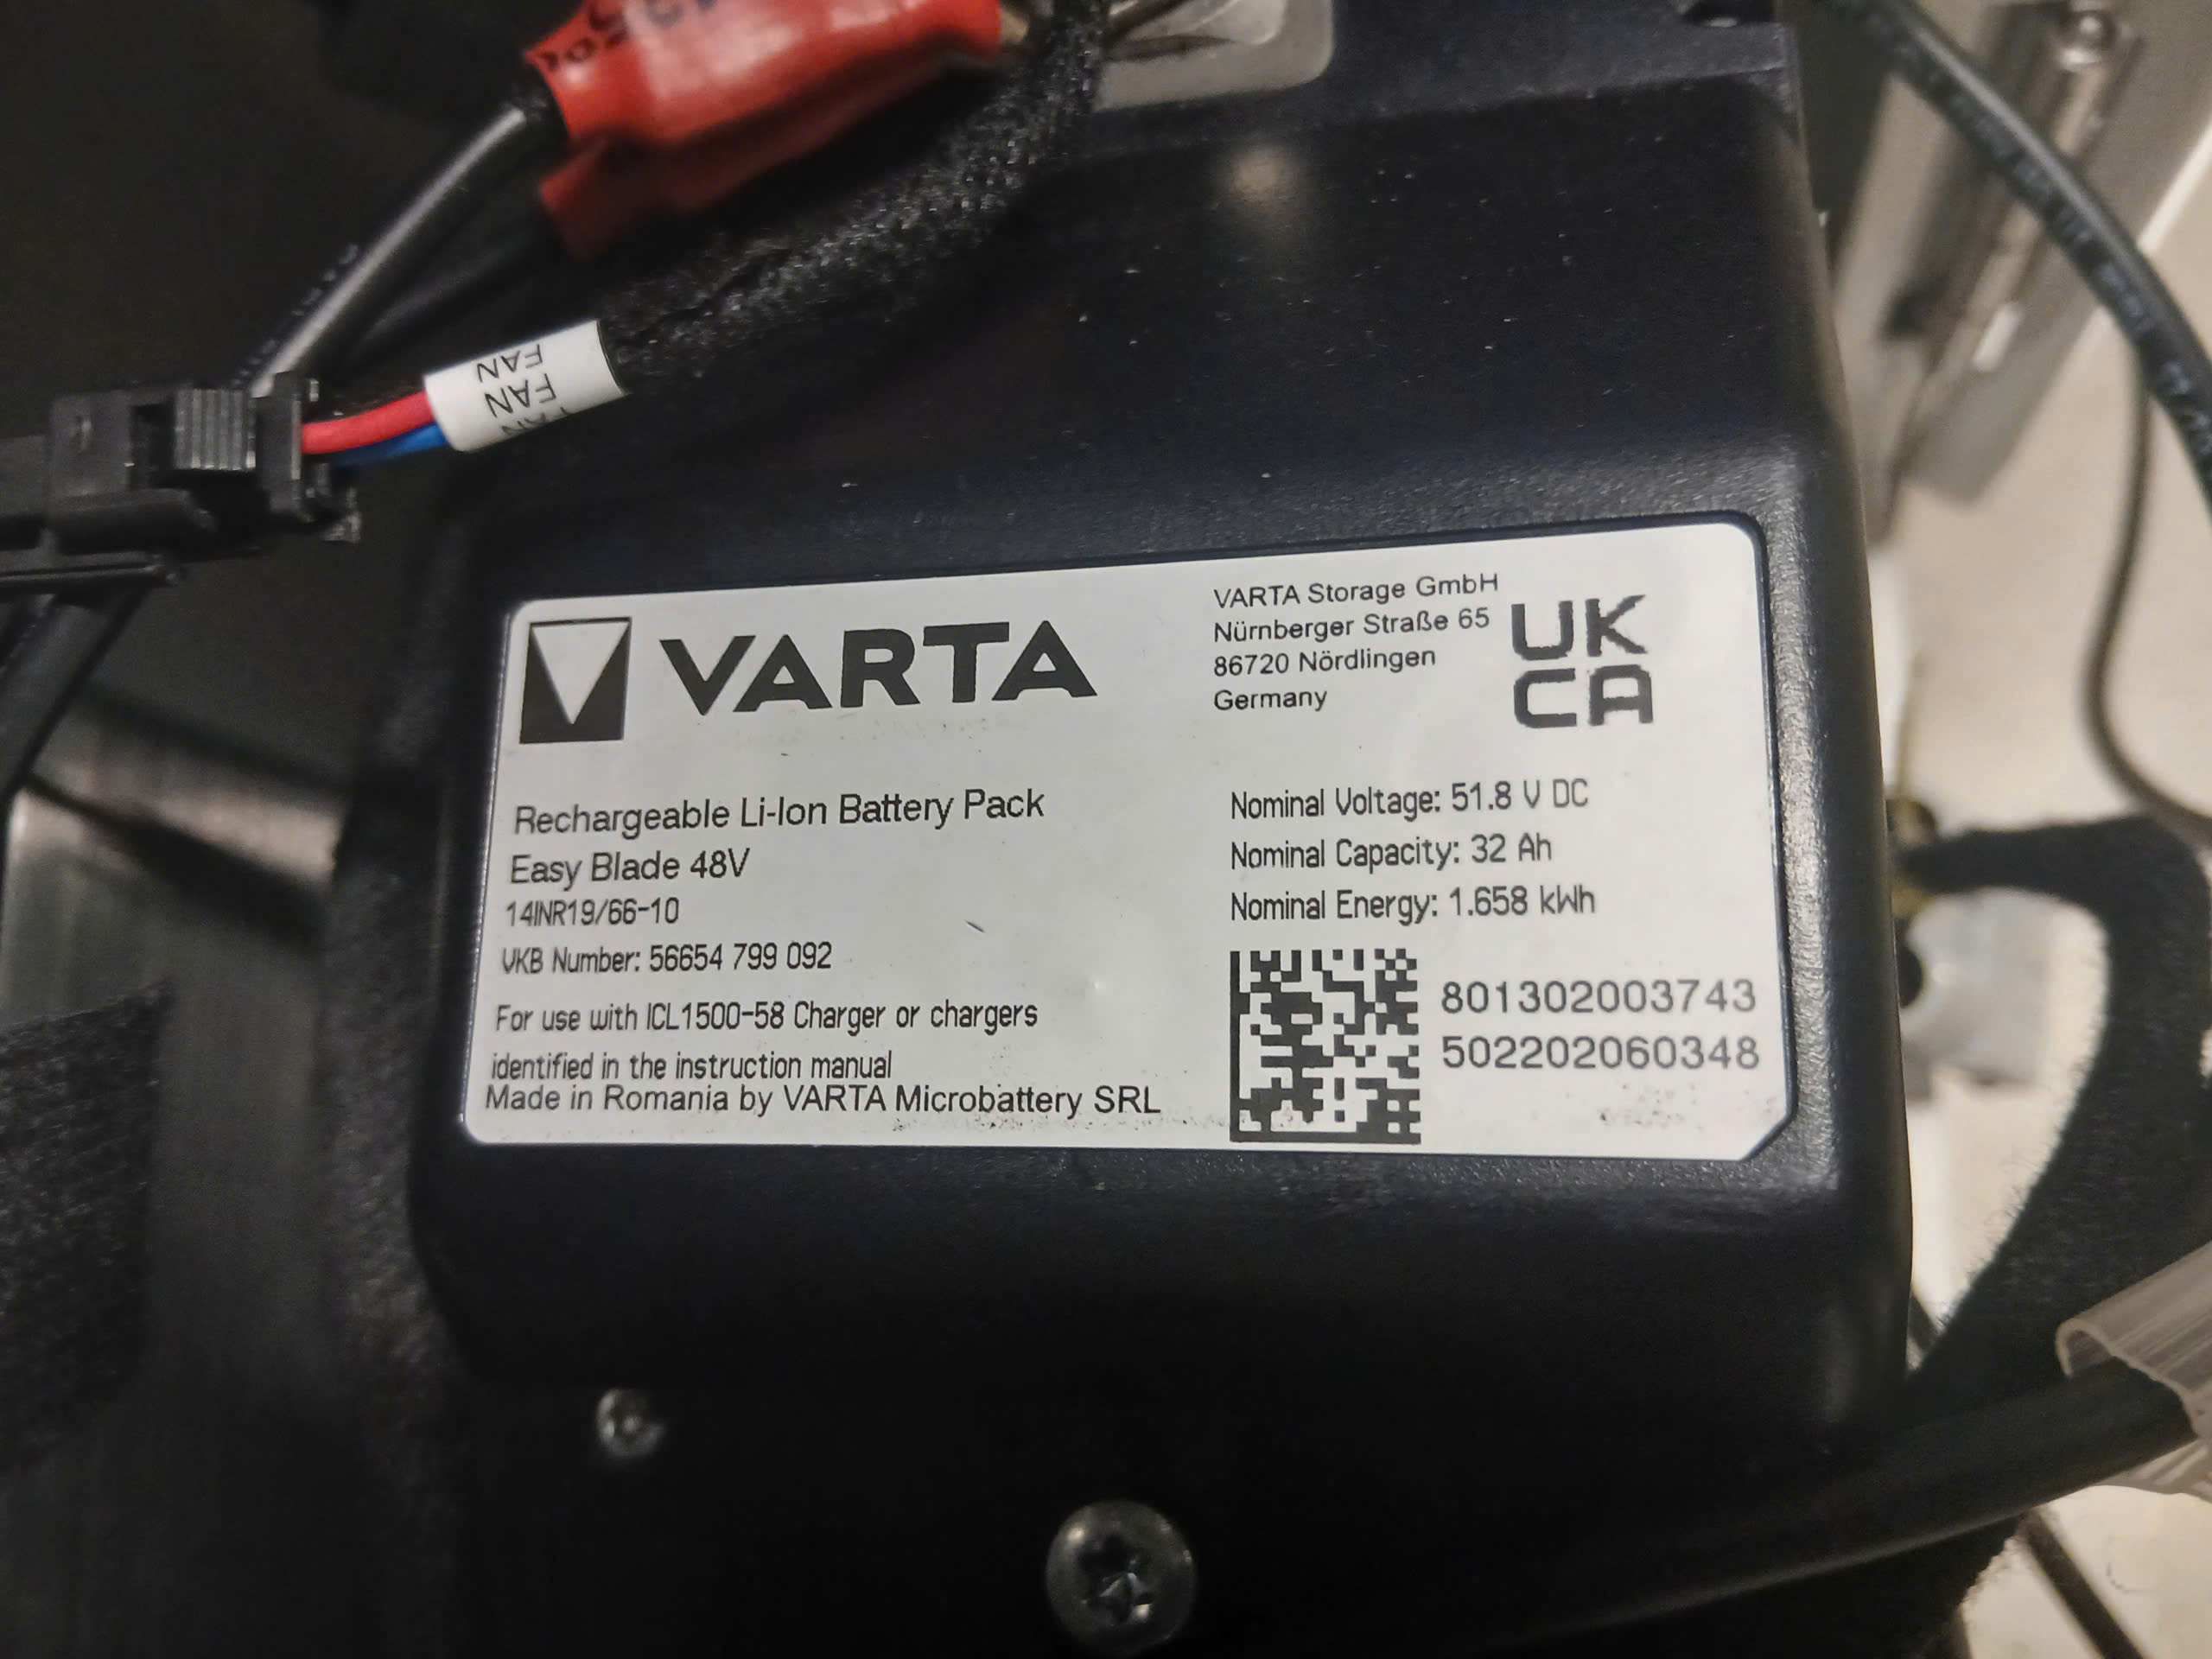 FAN
FAN
VARTA
VARTA Storage GmbH
Nürnberger Straße 65
86720 Nördlingen
Germany
UK
CA
Rechargeable Li-Ion Battery Pack
Easy Blade 48V
14INR19/66-10
VKB Number: 56654 799 092
For use with ICL1500-58 Charger or chargers
identified in the instruction manual
Made in Romania by VARTA Microbattery SRL
Nominal Voltage: 51.8 V DC
Nominal Capacity: 32 Ah
Nominal Energy: 1.658 kWh
801302003743
502202060348